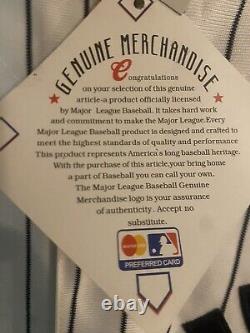 GENUINE MERCHANDISE
Congratulations
on your selection of this genuine
article-a product officially licensed
by Major League Baseball. It takes hard work
and commitment to make the Major League.Every
Major League Baseball product is designed and crafted to
meet the highest standards of quality and performance
This product represents America's long baseball heritage.
With the purchase of this article,your bring home
a part of Baseball you can call your own.
The Major League Baseball Genuine
Merchandise logo is your assurance
of authenticity. Accept no
substitute.
MasterCard
PREFERRED CARD